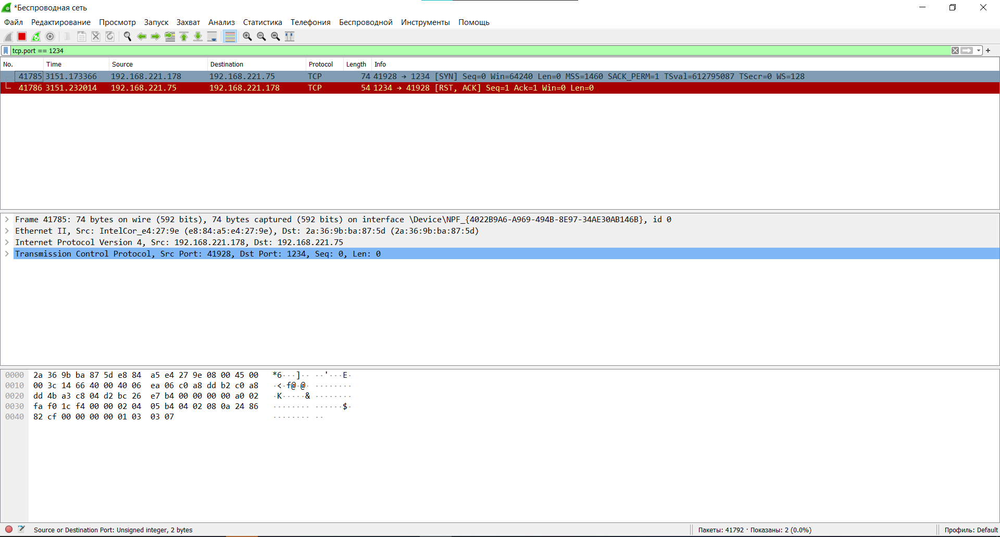 *Беспроводная сеть
Файл Редактирование Просмотр Запуск Захват Анализ Статистика Телефония Беспроводной Инструменты Помощь
tcp.port == 1234
No. Time Source Destination Protocol Length Info
41785 3151.173366 192.168.221.178 192.168.221.75 TCP 74 41928 → 1234 [SYN] Seq=0 Win=64240 Len=0 MSS=1460 SACK_PERM=1 TSval=612795087 TSecr=0 WS=128
41786 3151.232014 192.168.221.75 192.168.221.178 TCP 54 1234 → 41928 [RST, ACK] Seq=1 Ack=1 Win=0 Len=0
Frame 41785: 74 bytes on wire (592 bits), 74 bytes captured (592 bits) on interface \Device\NPF_{4022B9A6-A969-494B-8E97-34AE30AB146B}, id 0
Ethernet II, Src: IntelCor_e4:27:9e (e8:84:a5:e4:27:9e), Dst: 2a:36:9b:ba:87:5d (2a:36:9b:ba:87:5d)
Internet Protocol Version 4, Src: 192.168.221.178, Dst: 192.168.221.75
Transmission Control Protocol, Src Port: 41928, Dst Port: 1234, Seq: 0, Len: 0
0000 2a 36 9b ba 87 5d e8 84 a5 e4 27 9e 08 00 45 00 *6···]·· ··'···E·
0010 00 3c 14 66 40 00 40 06 ea 06 c0 a8 dd b2 c0 a8 ·<·f@·@· ········
0020 dd 4b a3 c8 04 d2 bc 26 e7 b4 00 00 00 00 a0 02 ·K·····& ········
0030 fa f0 1c f4 00 00 02 04 05 b4 04 02 08 0a 24 86 ········ ······$·
0040 82 cf 00 00 00 00 01 03 03 07 ········ ··
Source or Destination Port: Unsigned integer, 2 bytes Пакеты: 41792 · Показаны: 2 (0.0%) Профиль: Default